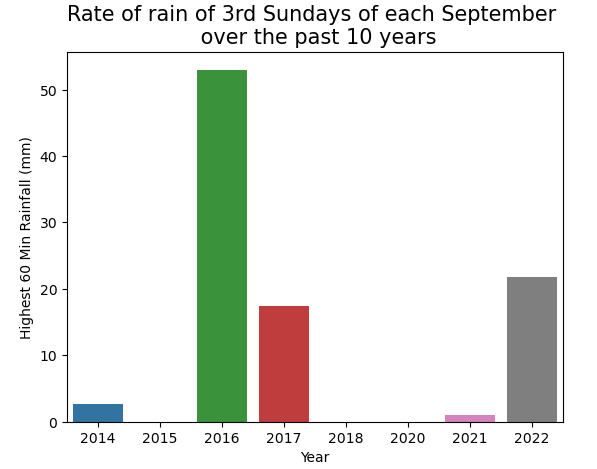 Rate of rain of 3rd Sundays of each September
over the past 10 years
Highest 60 Min Rainfall (mm)
50
40
30
20
10
0
2014 2015 2016 2017 2018 2020 2021 2022
Year